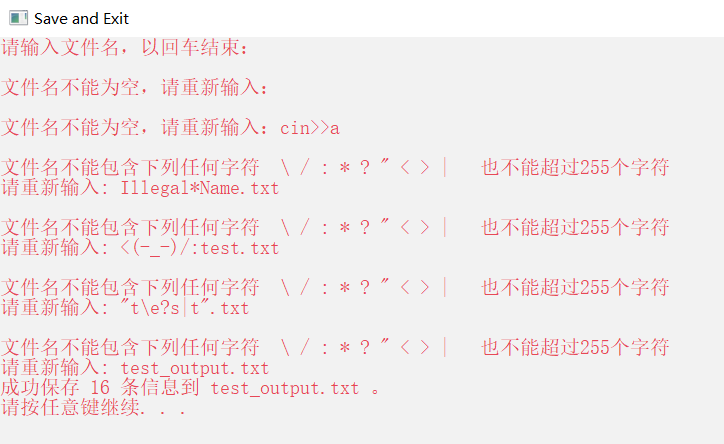 Save and Exit
请输入文件名，以回车结束：
文件名不能为空，请重新输入：
文件名不能为空，请重新输入：cin>>a
文件名不能包含下列任何字符  \ / : * ? " < > |   也不能超过255个字符
请重新输入: Illegal*Name.txt
文件名不能包含下列任何字符  \ / : * ? " < > |   也不能超过255个字符
请重新输入: <(-_-)/:test.txt
文件名不能包含下列任何字符  \ / : * ? " < > |   也不能超过255个字符
请重新输入: "t\e?s|t".txt
文件名不能包含下列任何字符  \ / : * ? " < > |   也不能超过255个字符
请重新输入: test_output.txt
成功保存 16 条信息到 test_output.txt 。
请按任意键继续. . .